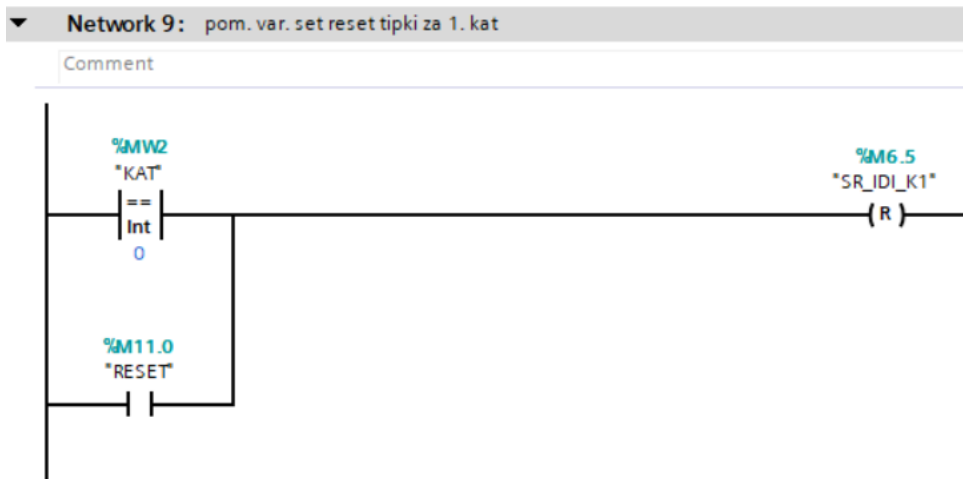 Network 9: pom. var. set reset tipki za 1. kat
Comment
%MW2
"KAT"
==
Int
0
%M6.5
"SR_IDI_K1"
( R )
%M11.0
"RESET"